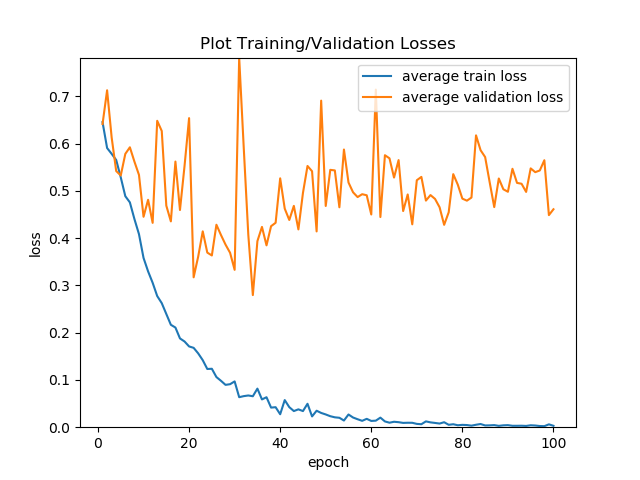 Plot Training/Validation Losses
average train loss
average validation loss
loss
0.7
0.6
0.5
0.4
0.3
0.2
0.1
0.0
0 20 40 60 80 100
epoch